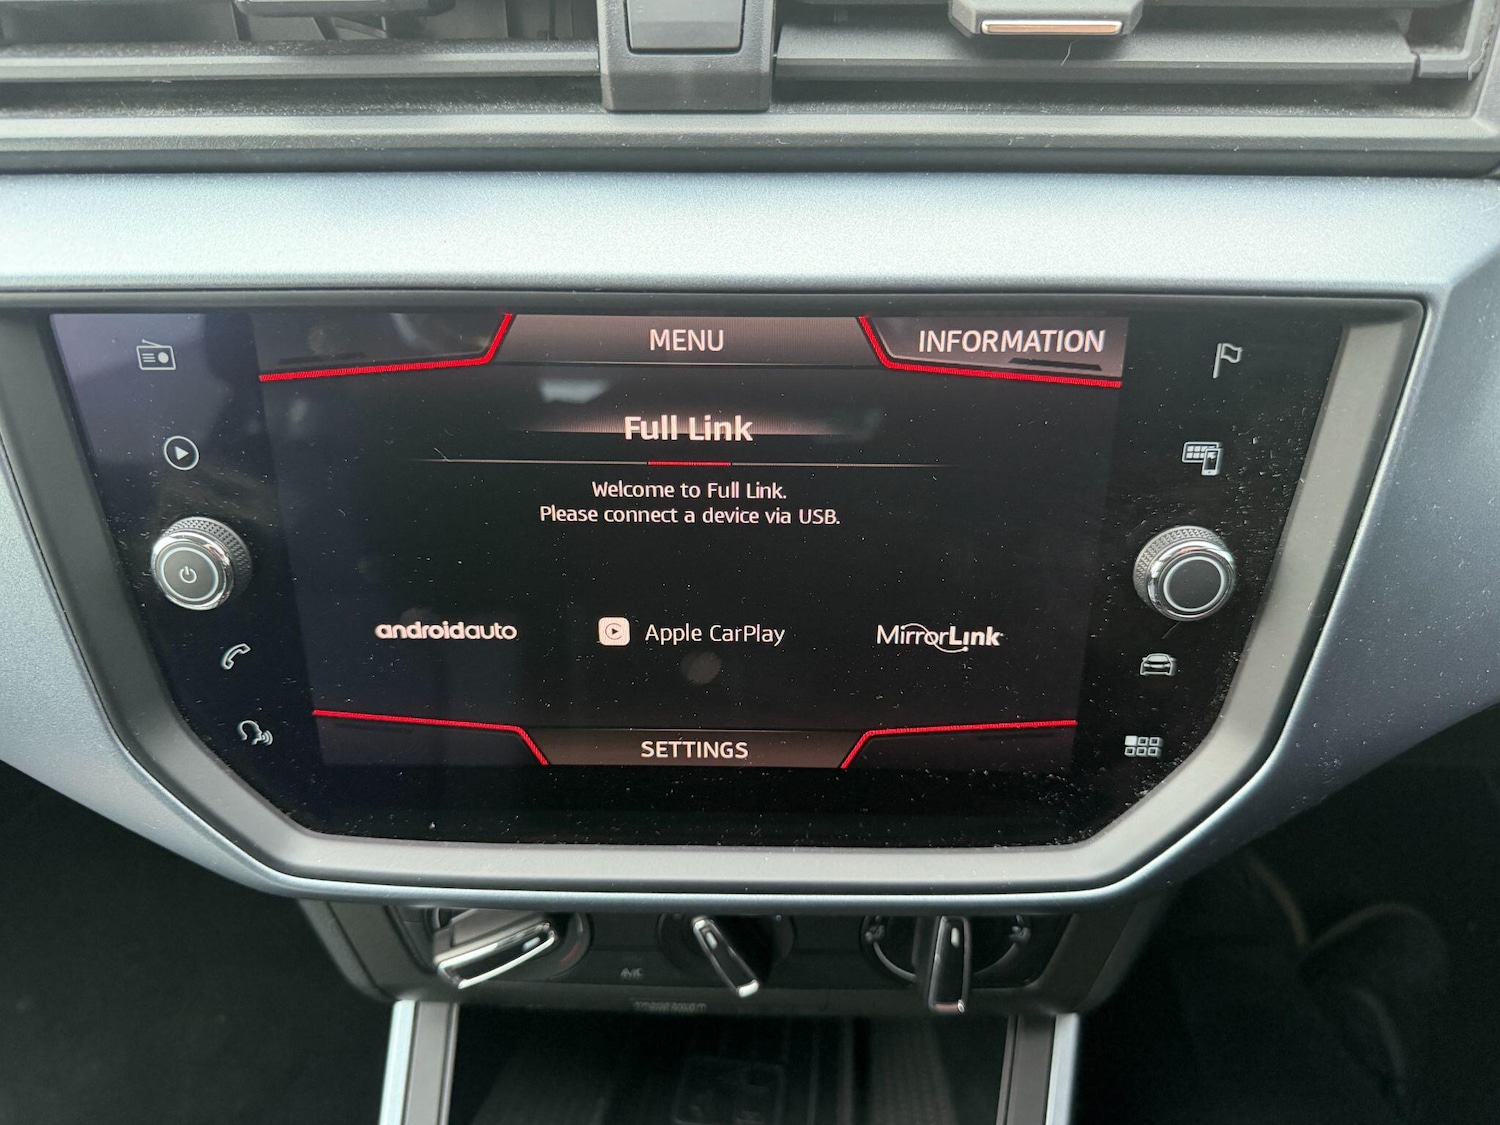 MENU
INFORMATION
Full Link
Welcome to Full Link.
Please connect a device via USB.
androidauto
Apple CarPlay
MirrorLink
SETTINGS
A/C